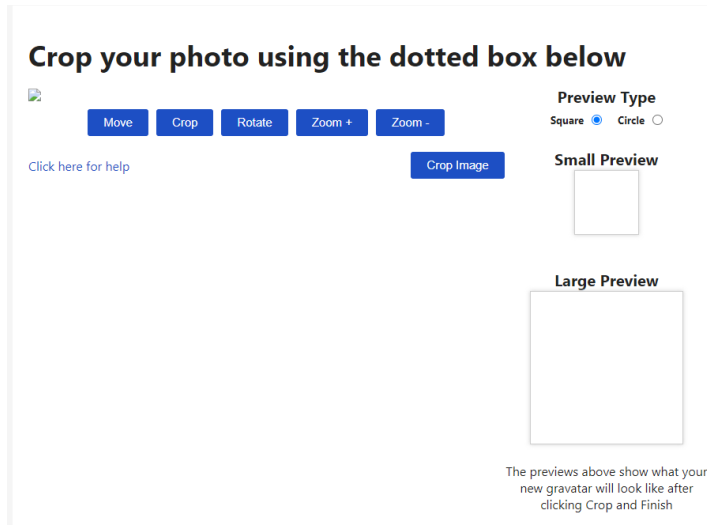 Crop your photo using the dotted box below
Move
Crop
Rotate
Zoom +
Zoom -
Click here for help
Crop Image
Preview Type
Square
Circle
Small Preview
Large Preview
The previews above show what your
new gravatar will look like after
clicking Crop and Finish